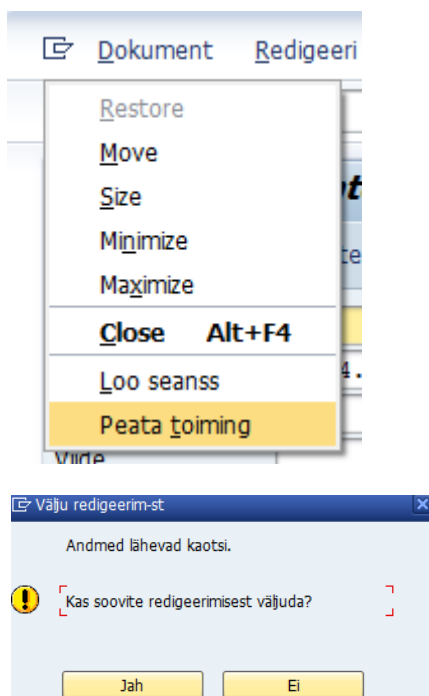 Dokument Redigeeri
Restore
Move
Size
Minimize
Maximize
Close Alt+F4
Loo seanss
Peata toiming
Välju redigeerim-st
Andmed lähevad kaotsi.
Kas soovite redigeerimisest väljuda?
Jah Ei